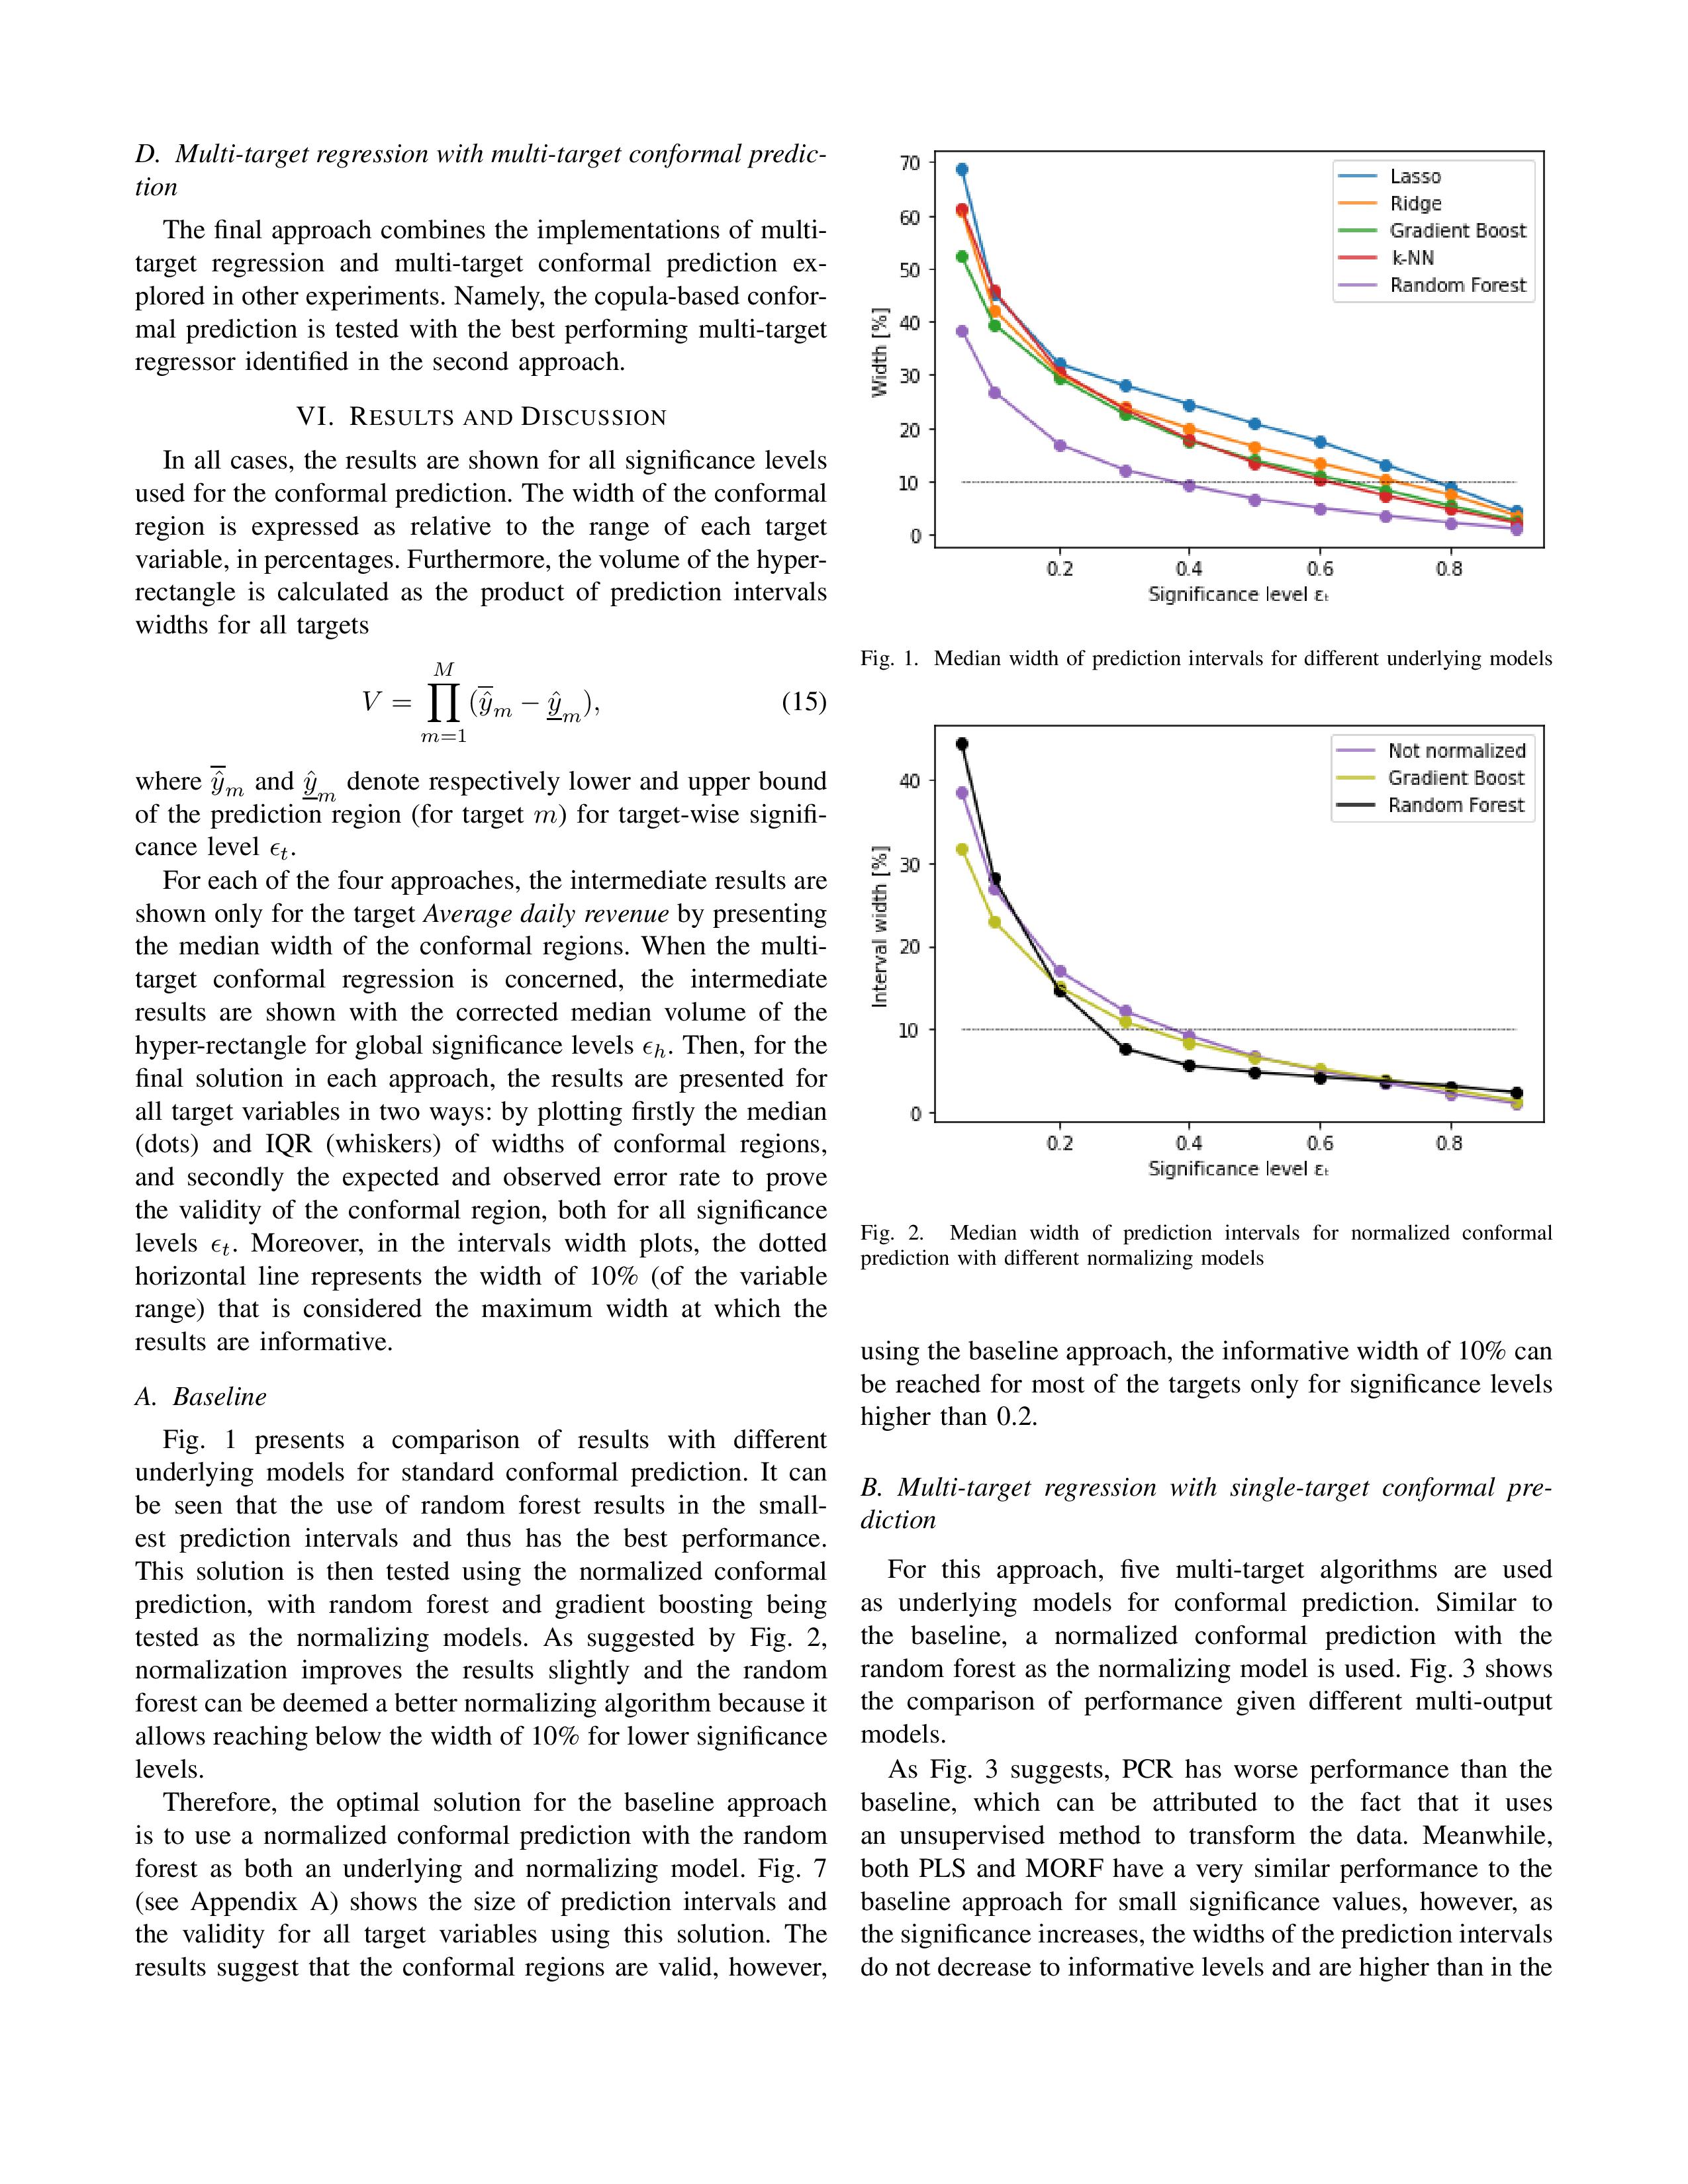 D. Multi-target regression with multi-target conformal predic-
tion
The final approach combines the implementations of multi-
target regression and multi-target conformal prediction ex-
plored in other experiments. Namely, the copula-based confor-
mal prediction is tested with the best performing multi-target
regressor identified in the second approach.
VI. RESULTS AND DISCUSSION
In all cases, the results are shown for all significance levels
used for the conformal prediction. The width of the conformal
region is expressed as relative to the range of each target
variable, in percentages. Furthermore, the volume of the hyper-
rectangle is calculated as the product of prediction intervals
widths for all targets
V = ∏_{m=1}^{M} (\overline{ŷ}_m − \underline{ŷ}_m), (15)
where \overline{ŷ}_m and \underline{ŷ}_m denote respectively lower and upper bound
of the prediction region (for target m) for target-wise signifi-
cance level ϵ_t.
For each of the four approaches, the intermediate results are
shown only for the target Average daily revenue by presenting
the median width of the conformal regions. When the multi-
target conformal regression is concerned, the intermediate
results are shown with the corrected median volume of the
hyper-rectangle for global significance levels ϵ_h. Then, for the
final solution in each approach, the results are presented for
all target variables in two ways: by plotting firstly the median
(dots) and IQR (whiskers) of widths of conformal regions,
and secondly the expected and observed error rate to prove
the validity of the conformal region, both for all significance
levels ϵ_t. Moreover, in the intervals width plots, the dotted
horizontal line represents the width of 10% (of the variable
range) that is considered the maximum width at which the
results are informative.
A. Baseline
Fig. 1 presents a comparison of results with different
underlying models for standard conformal prediction. It can
be seen that the use of random forest results in the small-
est prediction intervals and thus has the best performance.
This solution is then tested using the normalized conformal
prediction, with random forest and gradient boosting being
tested as the normalizing models. As suggested by Fig. 2,
normalization improves the results slightly and the random
forest can be deemed a better normalizing algorithm because it
allows reaching below the width of 10% for lower significance
levels.
Therefore, the optimal solution for the baseline approach
is to use a normalized conformal prediction with the random
forest as both an underlying and normalizing model. Fig. 7
(see Appendix A) shows the size of prediction intervals and
the validity for all target variables using this solution. The
results suggest that the conformal regions are valid, however,
70
60
50
40
30
20
10
0
Width [%]
Lasso
Ridge
Gradient Boost
k-NN
Random Forest
0.2 0.4 0.6 0.8
Significance level εₜ
Fig. 1. Median width of prediction intervals for different underlying models
40
30
20
10
0
Interval width [%]
Not normalized
Gradient Boost
Random Forest
0.2 0.4 0.6 0.8
Significance level εₜ
Fig. 2. Median width of prediction intervals for normalized conformal
prediction with different normalizing models
using the baseline approach, the informative width of 10% can
be reached for most of the targets only for significance levels
higher than 0.2.
B. Multi-target regression with single-target conformal pre-
diction
For this approach, five multi-target algorithms are used
as underlying models for conformal prediction. Similar to
the baseline, a normalized conformal prediction with the
random forest as the normalizing model is used. Fig. 3 shows
the comparison of performance given different multi-output
models.
As Fig. 3 suggests, PCR has worse performance than the
baseline, which can be attributed to the fact that it uses
an unsupervised method to transform the data. Meanwhile,
both PLS and MORF have a very similar performance to the
baseline approach for small significance values, however, as
the significance increases, the widths of the prediction intervals
do not decrease to informative levels and are higher than in the